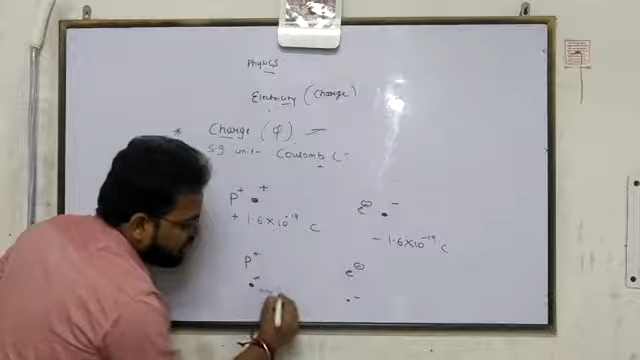 Physics
Electricity (Charge)
* Charge (φ) =
S.g unit- Coulomb C:
P+ +
+ 1.6×10⁻¹⁹ C
e⊖ −
− 1.6×10⁻¹⁹ C
P+
+
e⊖
−